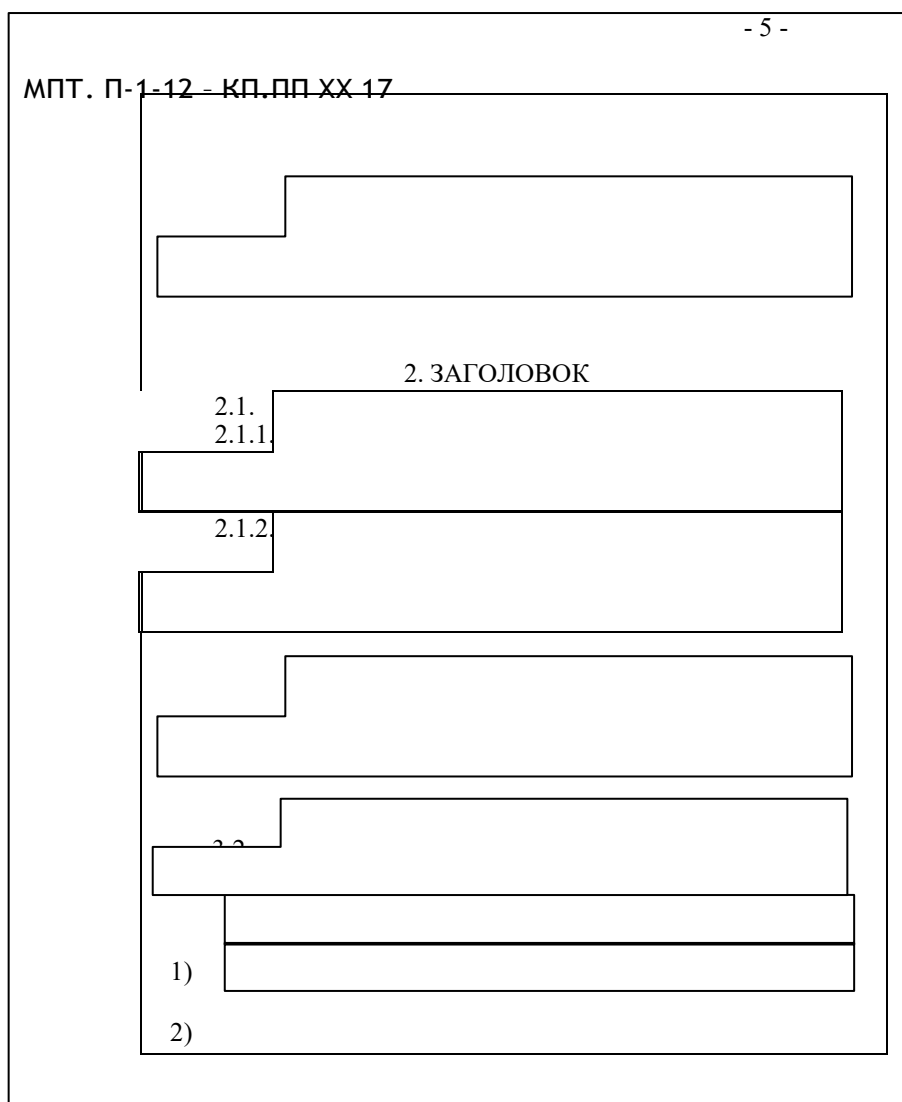 - 5 -
МПТ. П-1-12 - КП.ПП ХХ 17
2. ЗАГОЛОВОК
2.1.
2.1.1.
2.1.2.
1)
2)